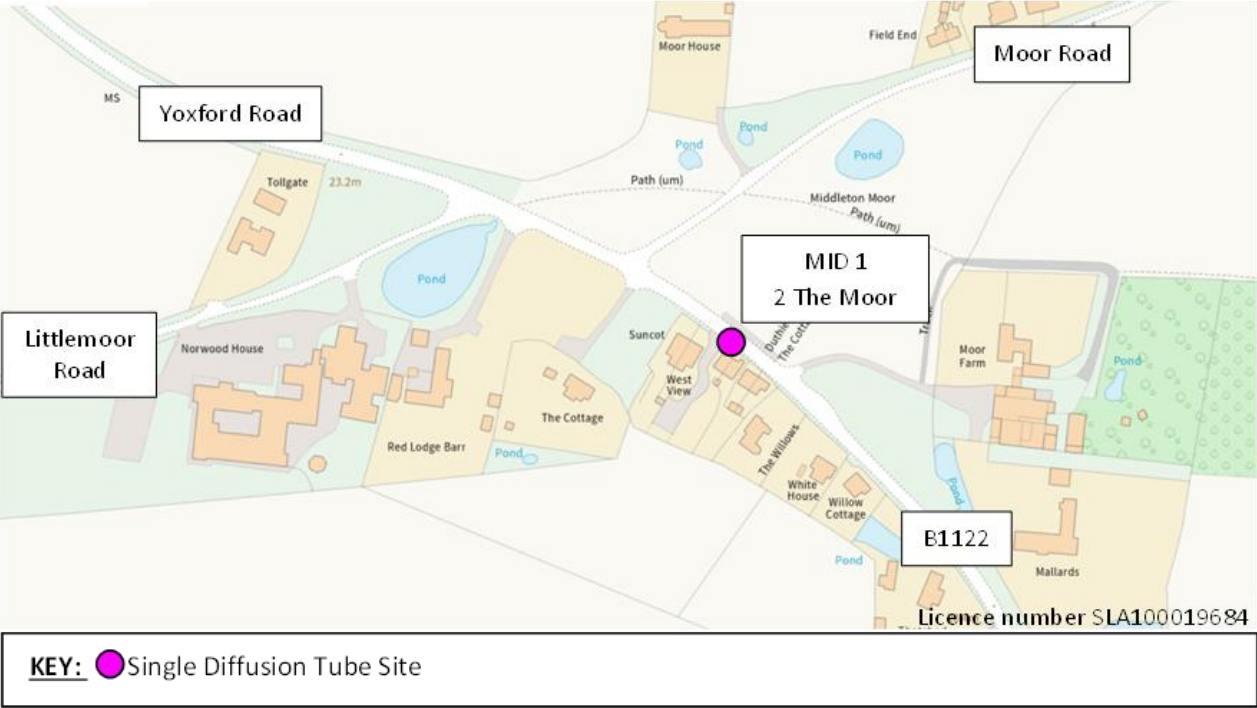 Moor House
Field End
Moor Road
MS
Yoxford Road
Pond
Pond
Pond
Tollgate
23.2m
Path (um)
Middleton Moor
Path (um)
MID 1
2 The Moor
Pond
Littlemoor
Road
Norwood House
Suncot
Moor
Farm
Pond
West
View
The Cottage
Red Lodge Barr
Pond
The Willows
White
House
Willow
Cottage
Pond
B1122
Pond
Mallards
Licence number SLA100019684
KEY: Single Diffusion Tube Site